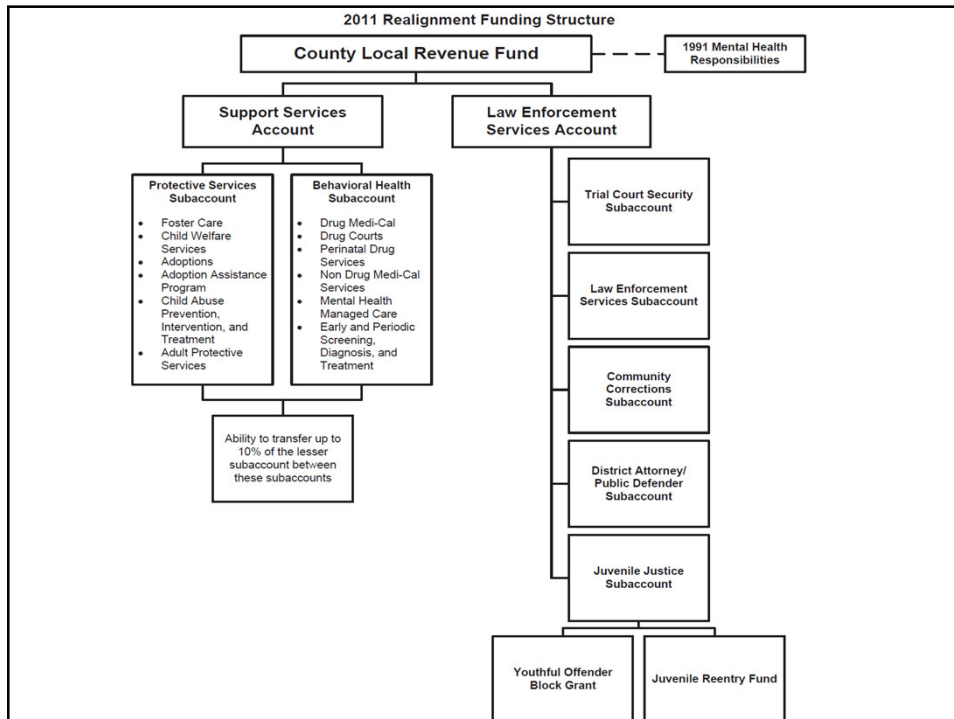 2011 Realignment Funding Structure
County Local Revenue Fund
1991 Mental Health
Responsibilities
Support Services
Account
Law Enforcement
Services Account
Protective Services
Subaccount
• Foster Care
• Child Welfare
Services
• Adoptions
• Adoption Assistance
Program
• Child Abuse
Prevention,
Intervention, and
Treatment
• Adult Protective
Services
Behavioral Health
Subaccount
• Drug Medi-Cal
• Drug Courts
• Perinatal Drug
Services
• Non Drug Medi-Cal
Services
• Mental Health
Managed Care
• Early and Periodic
Screening,
Diagnosis, and
Treatment
Ability to transfer up to
10% of the lesser
subaccount between
these subaccounts
Trial Court Security
Subaccount
Law Enforcement
Services Subaccount
Community
Corrections
Subaccount
District Attorney/
Public Defender
Subaccount
Juvenile Justice
Subaccount
Youthful Offender
Block Grant
Juvenile Reentry Fund